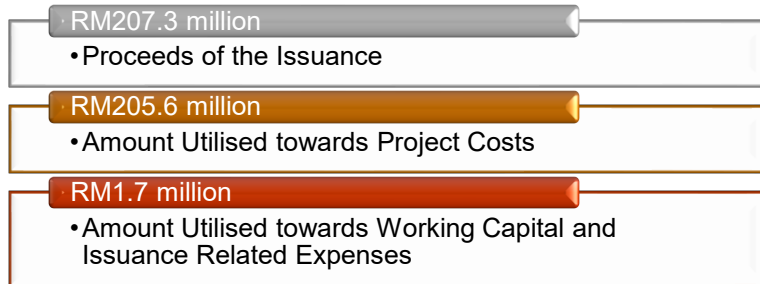 RM207.3 million
•Proceeds of the Issuance
RM205.6 million
•Amount Utilised towards Project Costs
RM1.7 million
•Amount Utilised towards Working Capital and
Issuance Related Expenses